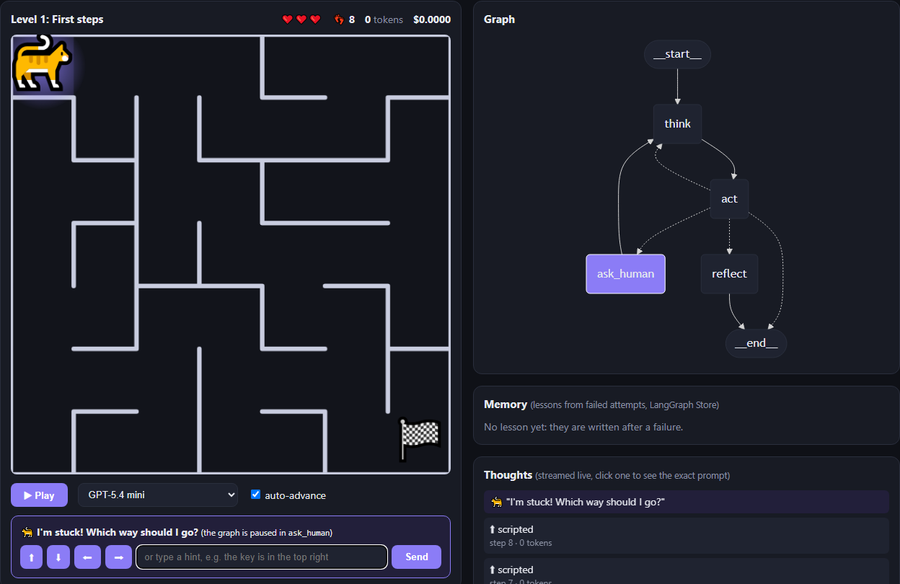 Level 1: First steps
8 0 tokens $0.0000
▶ Play
GPT-5.4 mini
auto-advance
I'm stuck! Which way should I go? (the graph is paused in ask_human)
or type a hint, e.g. the key is in the top right
Send
Graph
__start__
think
act
ask_human
reflect
__end__
Memory (lessons from failed attempts, LangGraph Store)
No lesson yet: they are written after a failure.
Thoughts (streamed live, click one to see the exact prompt)
"I'm stuck! Which way should I go?"
⬆ scripted
step 8 · 0 tokens
⬆ scripted
step 7 · 0 tokens